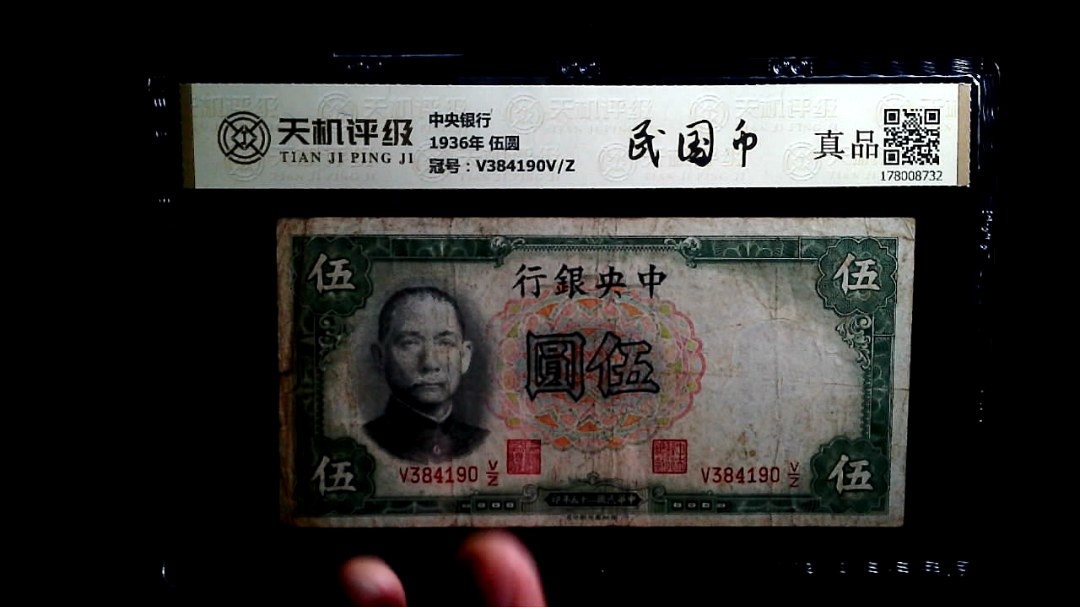 天机评级
TIAN JI PING JI
中央银行
1936年 伍圆
冠号：V384190V/Z
民国币
真品
178008732
伍
行銀央中
伍
圓伍
伍
V384190 V/Z
V384190 V/Z
伍